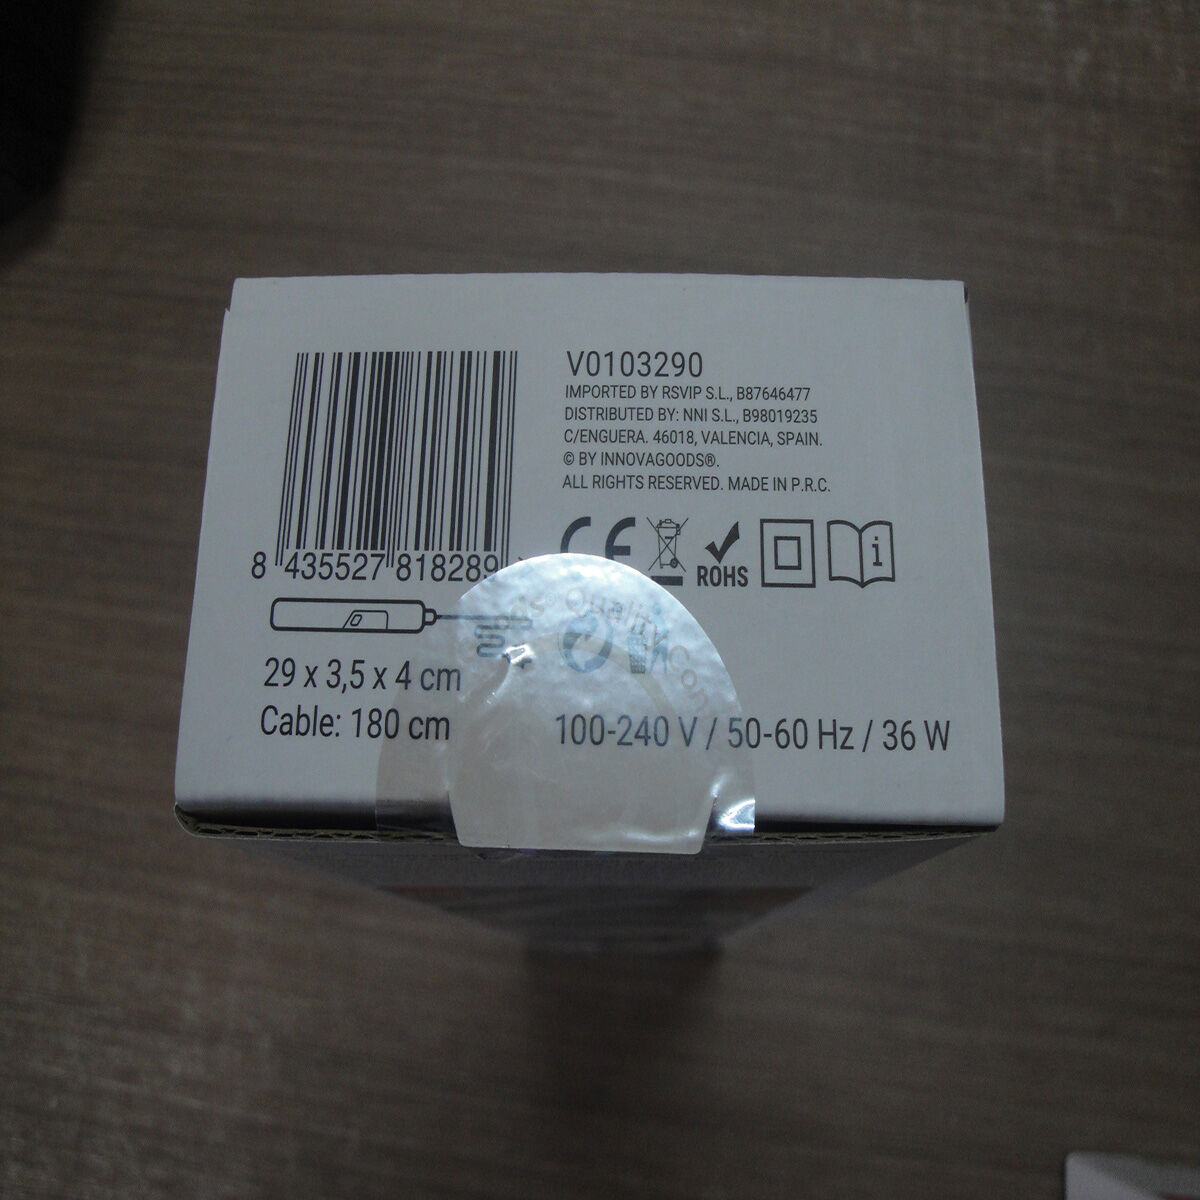 V0103290
IMPORTED BY RSVIP S.L., B87646477
DISTRIBUTED BY: NNI S.L., B98019235
C/ENGUERA. 46018, VALENCIA, SPAIN.
© BY INNOVAGOODS®.
ALL RIGHTS RESERVED. MADE IN P.R.C.
8 435527 818289
CE
ROHS
i
Quality
29 x 3,5 x 4 cm
Cable: 180 cm
100-240 V / 50-60 Hz / 36 W